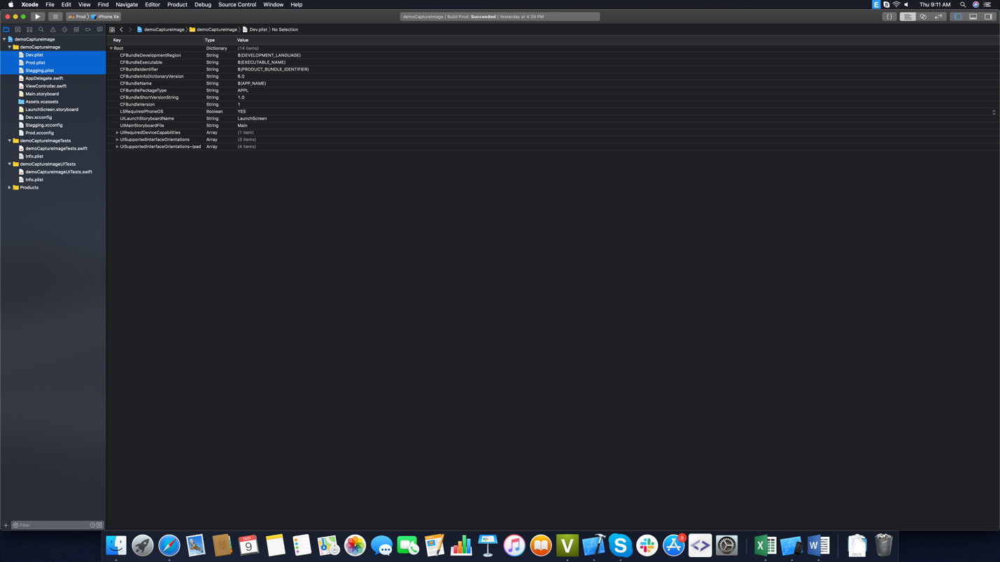 Xcode File Edit View Find Navigate Editor Product Debug Source Control Window Help E Thu 9:11 AM
Prod 〉 iPhone Xʀ demoCaptureImage | Build Prod: Succeeded | Yesterday at 4:39 PM { }
demoCaptureImage 〉 demoCaptureImage 〉 Dev.plist 〉 No Selection
demoCaptureImage
demoCaptureImage
Dev.plist
Prod.plist
Stagging.plist
AppDelegate.swift
ViewController.swift
Main.storyboard
Assets.xcassets
LaunchScreen.storyboard
Dev.xcconfig
Stagging.xcconfig
Prod.xcconfig
demoCaptureImageTests
demoCaptureImageTests.swift
Info.plist
demoCaptureImageUITests
demoCaptureImageUITests.swift
Info.plist
Products
Filter
Key Type Value
Root Dictionary (14 items)
CFBundleDevelopmentRegion String $(DEVELOPMENT_LANGUAGE)
CFBundleExecutable String $(EXECUTABLE_NAME)
CFBundleIdentifier String $(PRODUCT_BUNDLE_IDENTIFIER)
CFBundleInfoDictionaryVersion String 6.0
CFBundleName String $(APP_NAME)
CFBundlePackageType String APPL
CFBundleShortVersionString String 1.0
CFBundleVersion String 1
LSRequiresIPhoneOS Boolean YES
UILaunchStoryboardName String LaunchScreen
UIMainStoryboardFile String Main
UIRequiredDeviceCapabilities Array (1 item)
UISupportedInterfaceOrientations Array (3 items)
UISupportedInterfaceOrientations~ipad Array (4 items)
MAY
9
V
S
5
X
W
DOCX